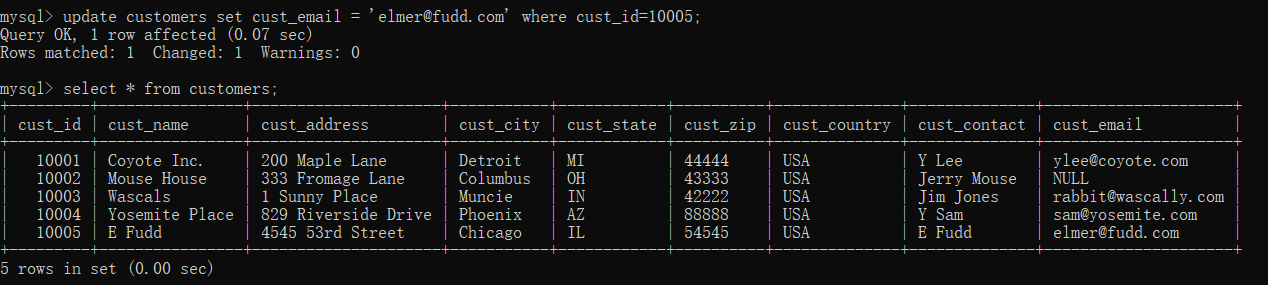 mysql> update customers set cust_email = 'elmer@fudd.com' where cust_id=10005;
Query OK, 1 row affected (0.07 sec)
Rows matched: 1  Changed: 1  Warnings: 0
mysql> select * from customers;
+---------+----------------+---------------------+-----------+------------+----------+--------------+--------------+---------------------+
| cust_id | cust_name      | cust_address        | cust_city | cust_state | cust_zip | cust_country | cust_contact | cust_email          |
+---------+----------------+---------------------+-----------+------------+----------+--------------+--------------+---------------------+
|   10001 | Coyote Inc.    | 200 Maple Lane      | Detroit   | MI         | 44444    | USA          | Y Lee        | ylee@coyote.com     |
|   10002 | Mouse House    | 333 Fromage Lane    | Columbus  | OH         | 43333    | USA          | Jerry Mouse  | NULL                |
|   10003 | Wascals        | 1 Sunny Place       | Muncie    | IN         | 42222    | USA          | Jim Jones    | rabbit@wascally.com |
|   10004 | Yosemite Place | 829 Riverside Drive | Phoenix   | AZ         | 88888    | USA          | Y Sam        | sam@yosemite.com    |
|   10005 | E Fudd         | 4545 53rd Street    | Chicago   | IL         | 54545    | USA          | E Fudd       | elmer@fudd.com      |
+---------+----------------+---------------------+-----------+------------+----------+--------------+--------------+---------------------+
5 rows in set (0.00 sec)